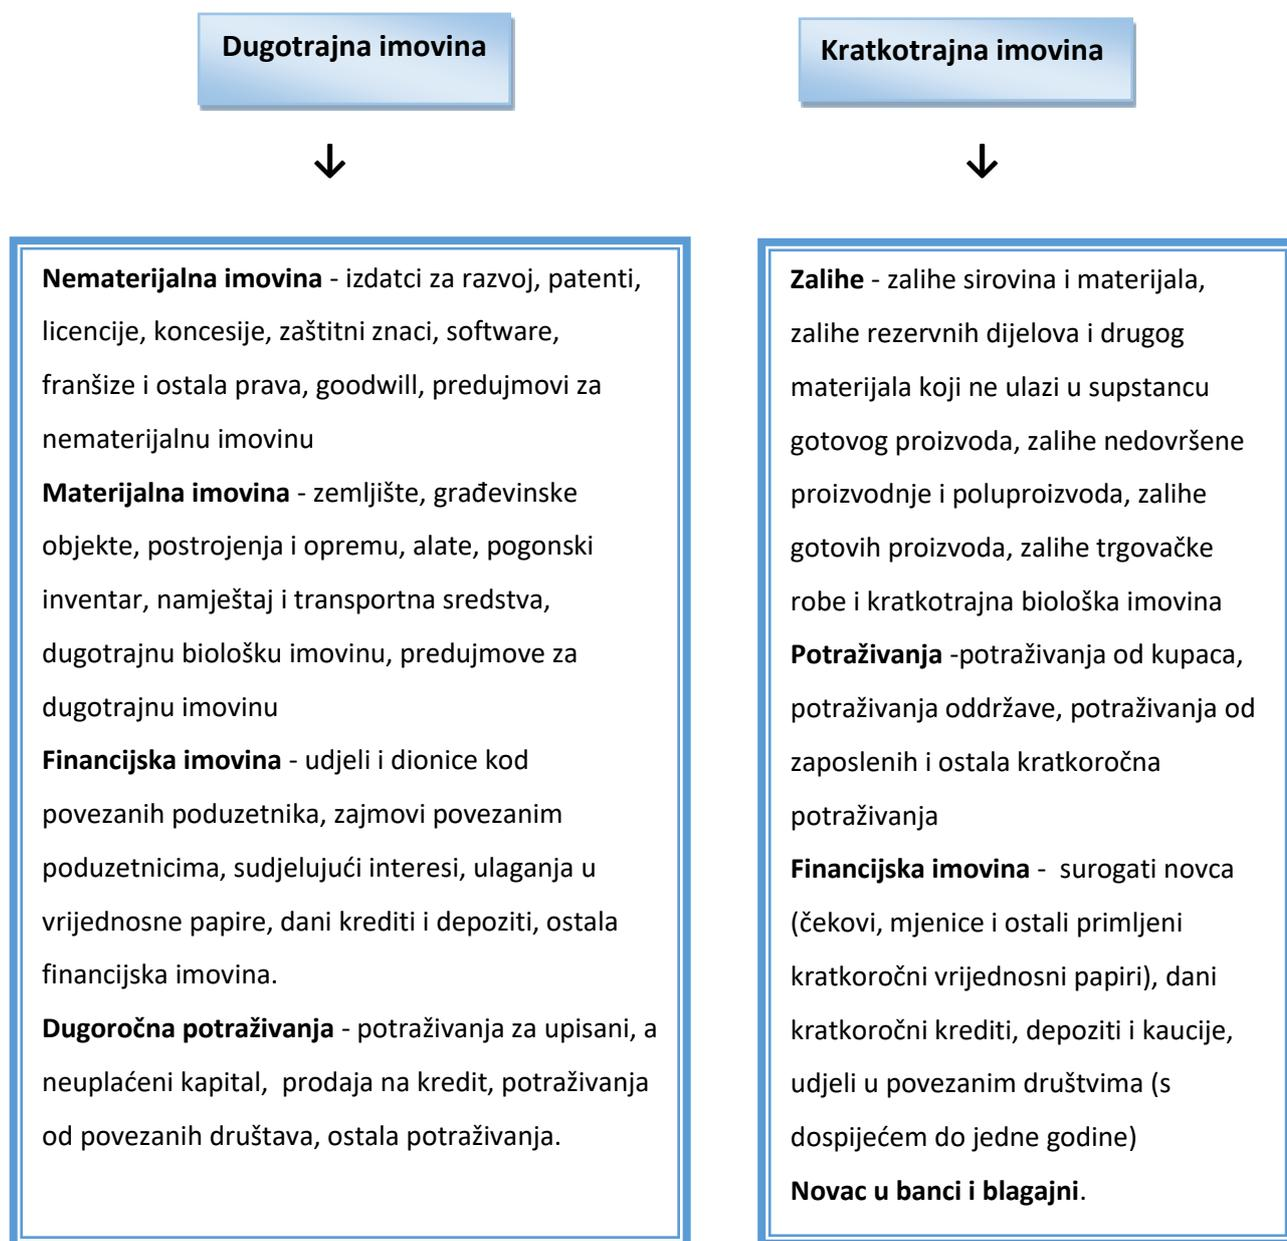 Dugotrajna imovina
Kratkotrajna imovina
Nematerijalna imovina - izdatci za razvoj, patenti,
licencije, koncesije, zaštitni znaci, software,
franšize i ostala prava, goodwill, predujmovi za
nematerijalnu imovinu
Materijalna imovina - zemljište, građevinske
objekte, postrojenja i opremu, alate, pogonski
inventar, namještaj i transportna sredstva,
dugotrajnu biološku imovinu, predujmove za
dugotrajnu imovinu
Financijska imovina - udjeli i dionice kod
povezanih poduzetnika, zajmovi povezanim
poduzetnicima, sudjelujući interesi, ulaganja u
vrijednosne papire, dani krediti i depoziti, ostala
financijska imovina.
Dugoročna potraživanja - potraživanja za upisani, a
neuplaćeni kapital,  prodaja na kredit, potraživanja
od povezanih društava, ostala potraživanja.
Zalihe - zalihe sirovina i materijala,
zalihe rezervnih dijelova i drugog
materijala koji ne ulazi u supstancu
gotovog proizvoda, zalihe nedovršene
proizvodnje i poluproizvoda, zalihe
gotovih proizvoda, zalihe trgovačke
robe i kratkotrajna biološka imovina
Potraživanja -potraživanja od kupaca,
potraživanja oddržave, potraživanja od
zaposlenih i ostala kratkoročna
potraživanja
Financijska imovina -  surogati novca
(čekovi, mjenice i ostali primljeni
kratkoročni vrijednosni papiri), dani
kratkoročni krediti, depoziti i kaucije,
udjeli u povezanim društvima (s
dospijećem do jedne godine)
Novac u banci i blagajni.